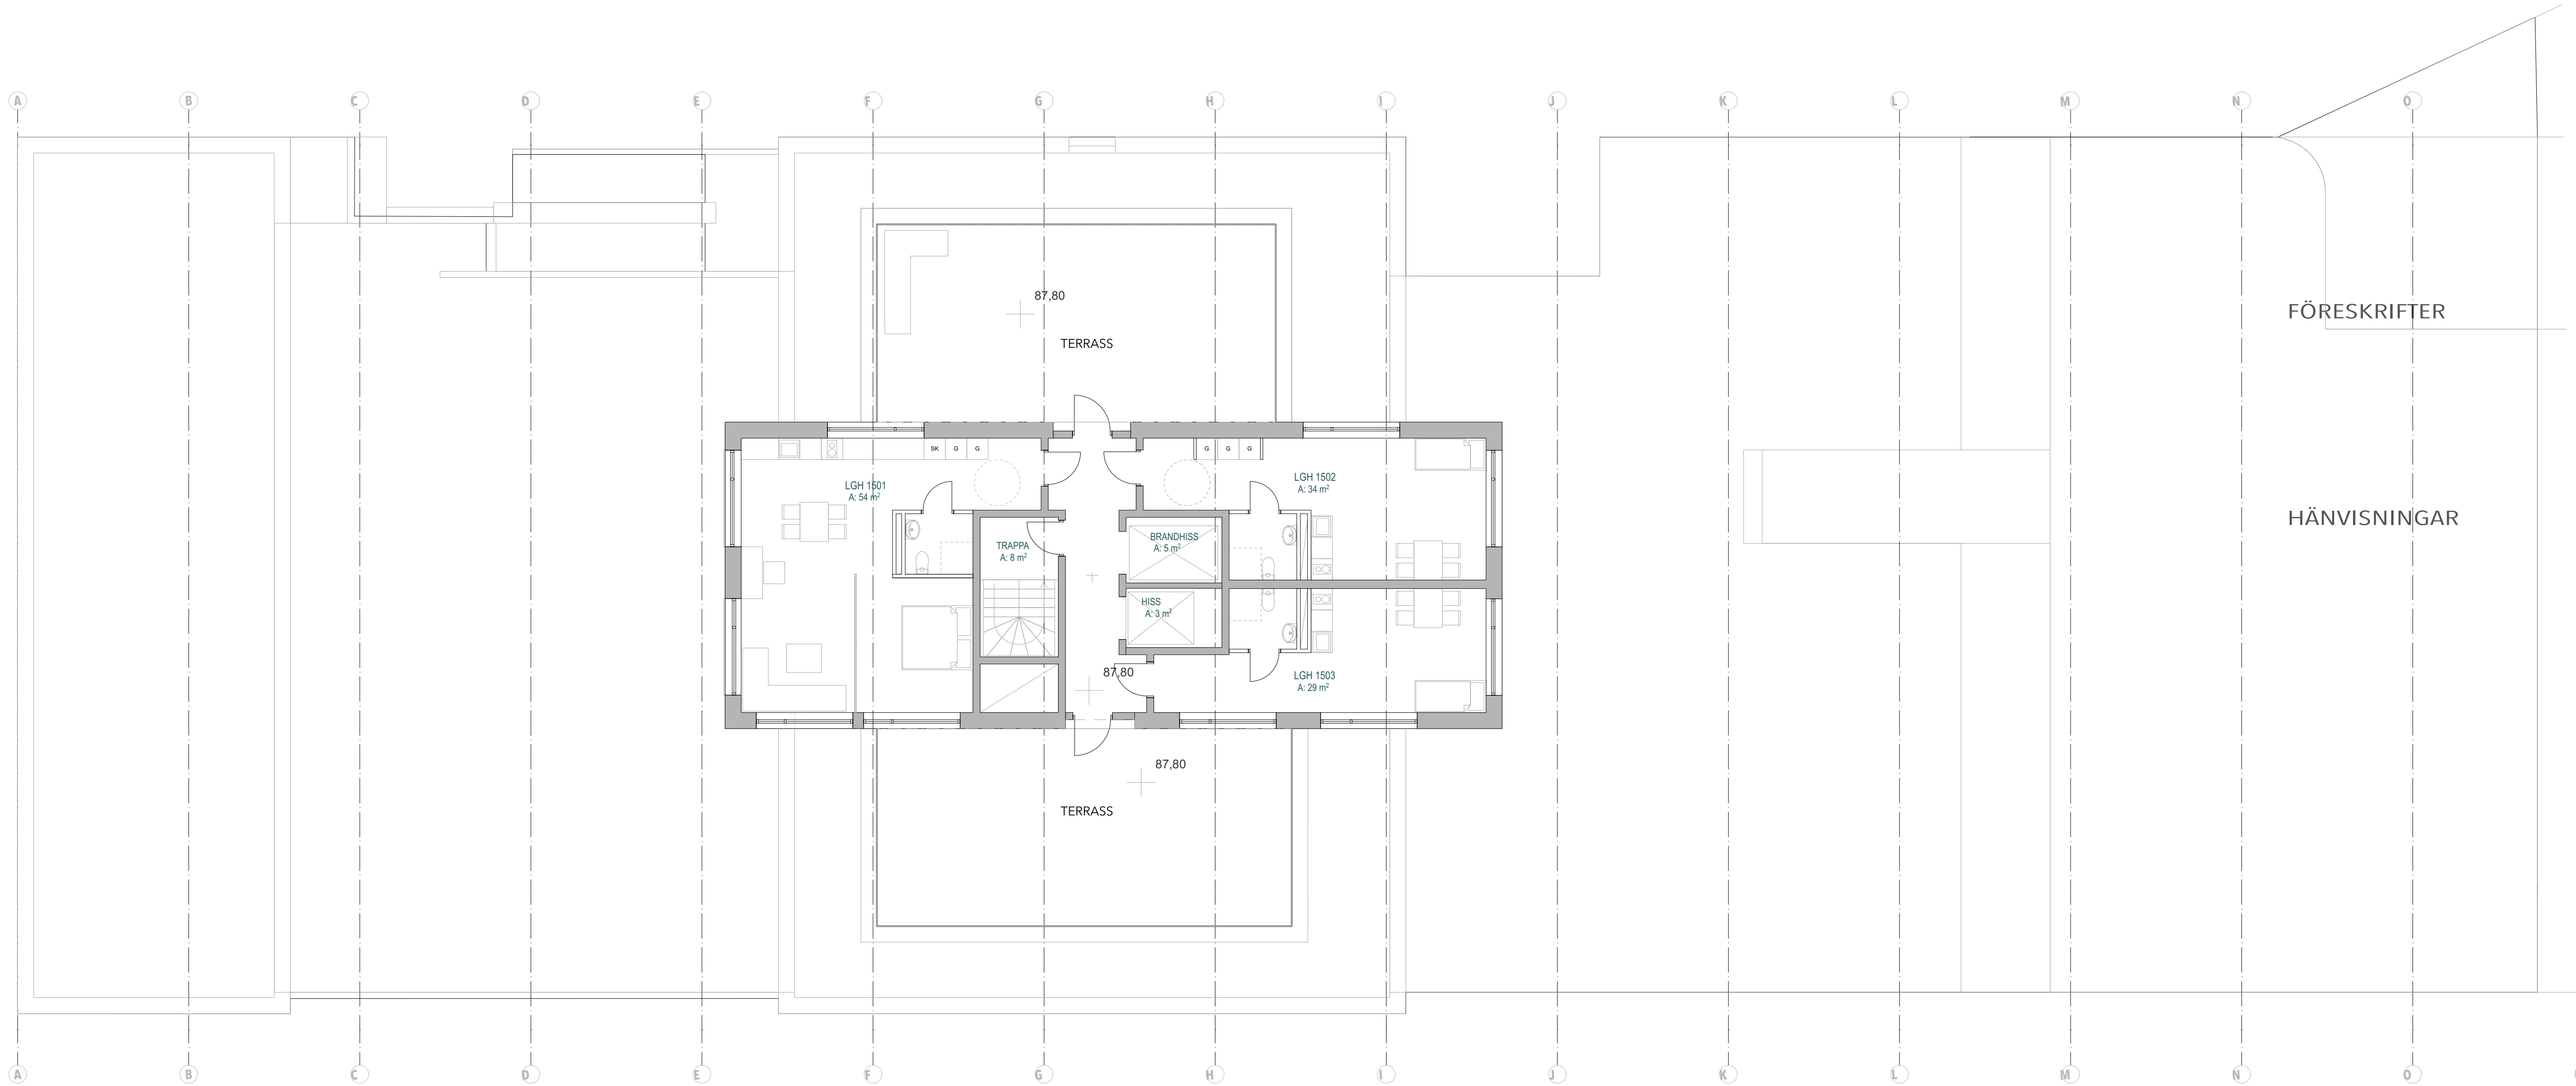 A B C D E F G H I J K L M N O
87,80
TERRASS
FÖRESKRIFTER
SK G G
G G G
LGH 1501
A: 54 m²
LGH 1502
A: 34 m²
HÄNVISNINGAR
TRAPPA
A: 8 m²
BRANDHISS
A: 5 m²
HISS
A: 3 m²
87,80
LGH 1503
A: 29 m²
87,80
TERRASS
A B C D E F G H I J K L M N O